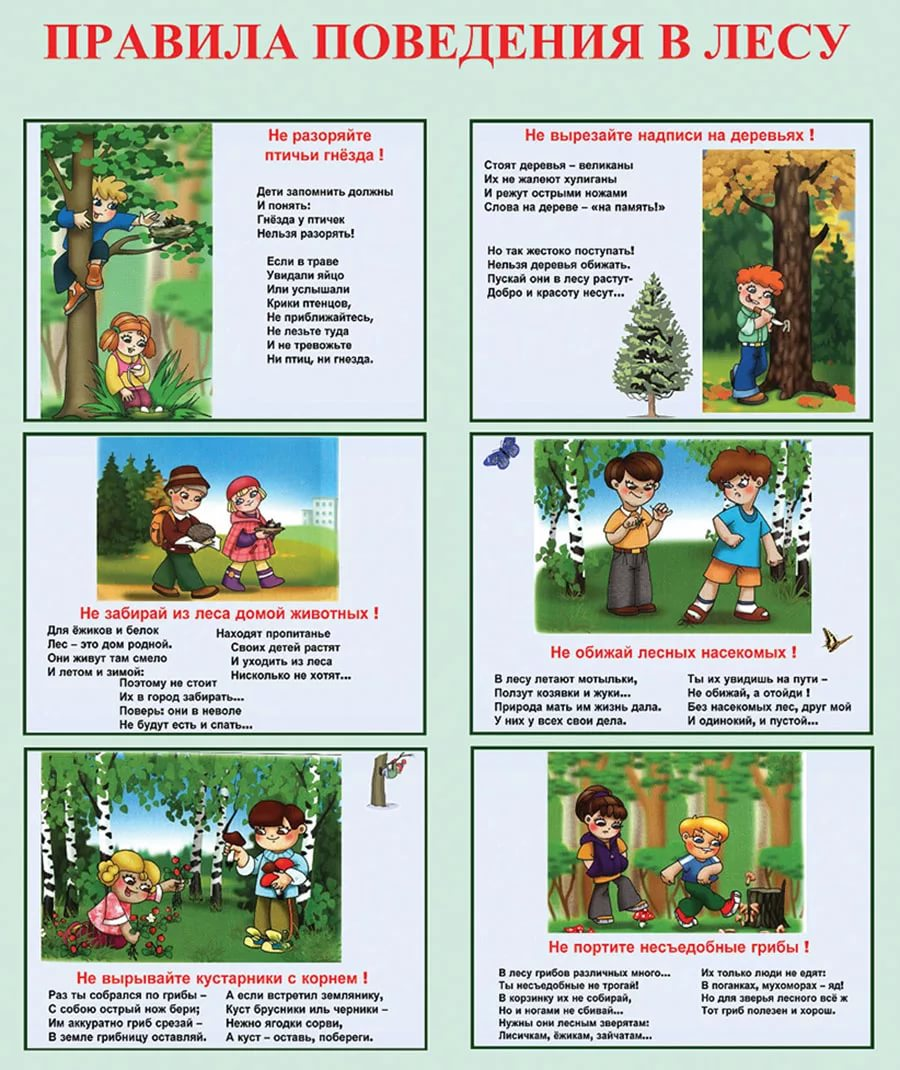 ПРАВИЛА ПОВЕДЕНИЯ В ЛЕСУ
Не разоряйте
птичьи гнёзда !
Дети запомнить должны
И понять:
Гнёзда у птичек
Нельзя разорять!
Если в траве
Увидали яйцо
Или услышали
Крики птенцов,
Не приближайтесь,
Не лезьте туда
И не тревожьте
Ни птиц, ни гнезда.
Не вырезайте надписи на деревьях !
Стоят деревья – великаны
Их не жалеют хулиганы
И режут острыми ножами
Слова на дереве – «на память!»
Но так жестоко поступать!
Нельзя деревья обижать.
Пускай они в лесу растут-
Добро и красоту несут...
Не забирай из леса домой животных !
Для ёжиков и белок
Лес – это дом родной.
Они живут там смело
И летом и зимой:
Находят пропитанье
Своих детей растят
И уходить из леса
Нисколько не хотят...
Поэтому не стоит
Их в город забирать...
Поверь: они в неволе
Не будут есть и спать...
Не обижай лесных насекомых !
В лесу летают мотыльки,
Ползут козявки и жуки...
Природа мать им жизнь дала.
У них у всех свои дела.
Ты их увидишь на пути –
Не обижай, а отойди !
Без насекомых лес, друг мой
И одинокий, и пустой...
Не вырывайте кустарники с корнем !
Раз ты собрался по грибы –
С собою острый нож бери;
Им аккуратно гриб срезай –
В земле грибницу оставляй.
А если встретил землянику,
Куст брусники иль черники –
Нежно ягодки сорви,
А куст – оставь, побереги.
Не портите несъедобные грибы !
В лесу грибов различных много...
Ты несъедобные не трогай!
В корзинку их не собирай,
Но и ногами не сбивай...
Нужны они лесным зверятам:
Лисичкам, ёжикам, зайчатам...
Их только люди не едят:
В поганках, мухоморах – яд!
Но для зверья лесного всё ж
Тот гриб полезен и хорош.